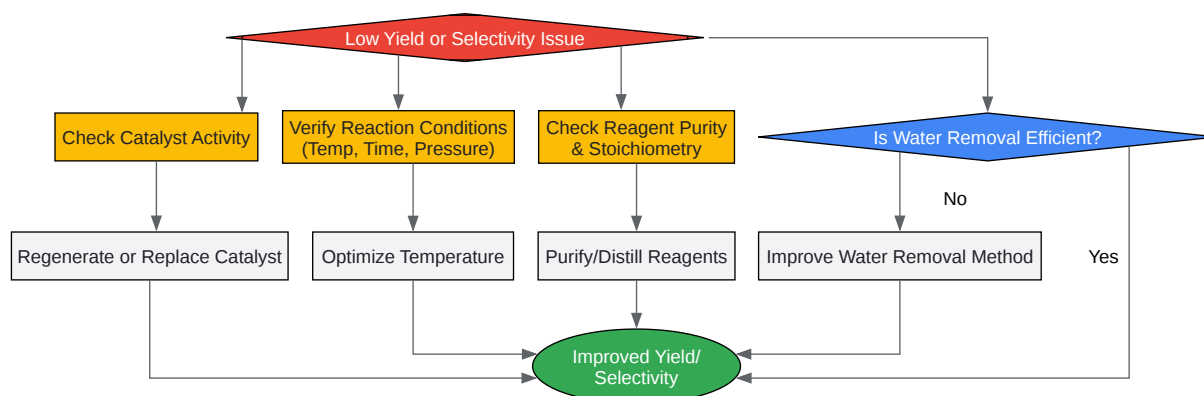 Low Yield or Selectivity Issue
Check Catalyst Activity
Verify Reaction Conditions
(Temp, Time, Pressure)
Check Reagent Purity
& Stoichiometry
Is Water Removal Efficient?
No
Regenerate or Replace Catalyst
Optimize Temperature
Purify/Distill Reagents
Improve Water Removal Method
Yes
Improved Yield/
Selectivity